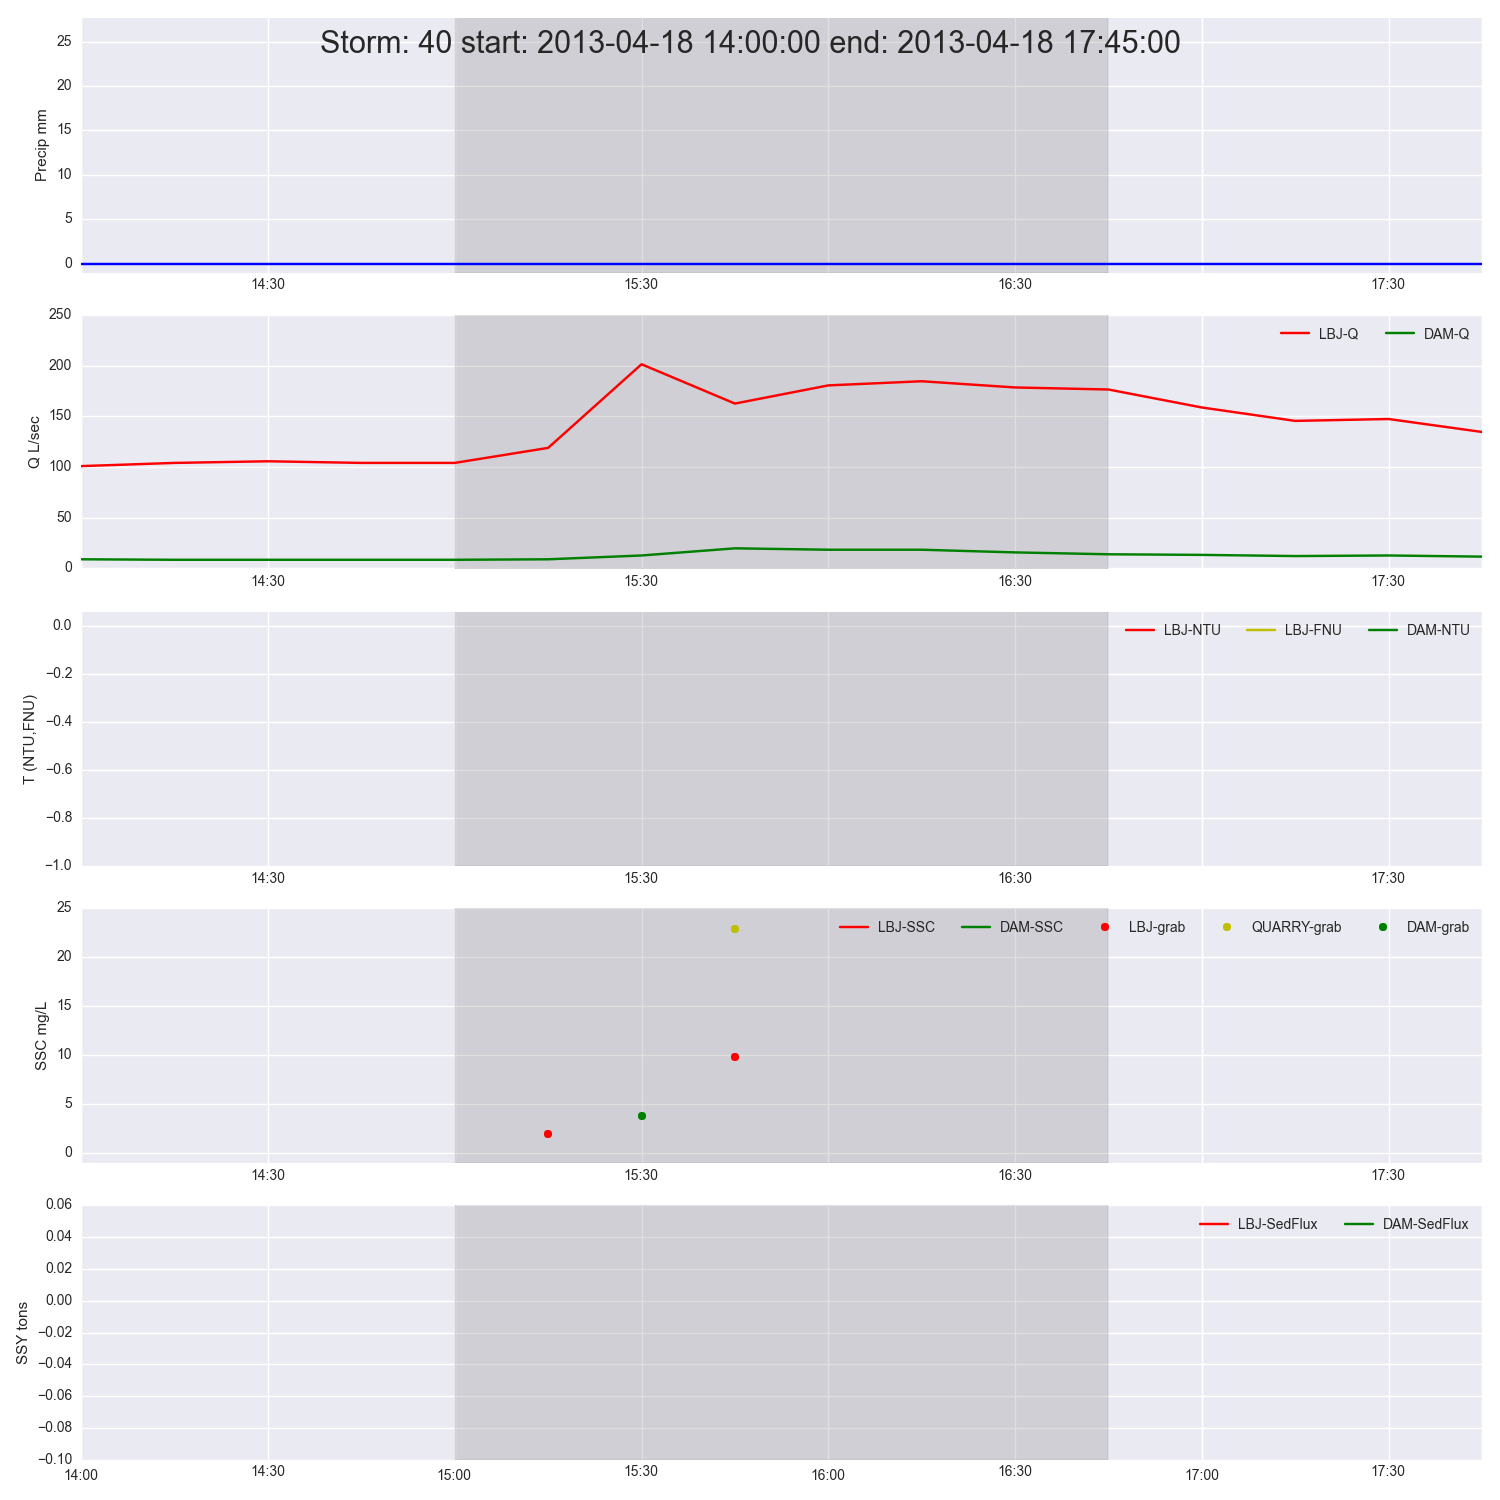 Storm: 40 start: 2013-04-18 14:00:00 end: 2013-04-18 17:45:00
Precip mm
25
20
15
10
5
0
14:30 15:30 16:30 17:30
Q L/sec
250
200
150
100
50
0
LBJ-Q DAM-Q
14:30 15:30 16:30 17:30
T (NTU,FNU)
0.0
−0.2
−0.4
−0.6
−0.8
−1.0
LBJ-NTU LBJ-FNU DAM-NTU
14:30 15:30 16:30 17:30
SSC mg/L
25
20
15
10
5
0
LBJ-SSC DAM-SSC LBJ-grab QUARRY-grab DAM-grab
14:30 15:30 16:30 17:30
SSY tons
0.06
0.04
0.02
0.00
−0.02
−0.04
−0.06
−0.08
−0.10
LBJ-SedFlux DAM-SedFlux
14:00 14:30 15:00 15:30 16:00 16:30 17:00 17:30